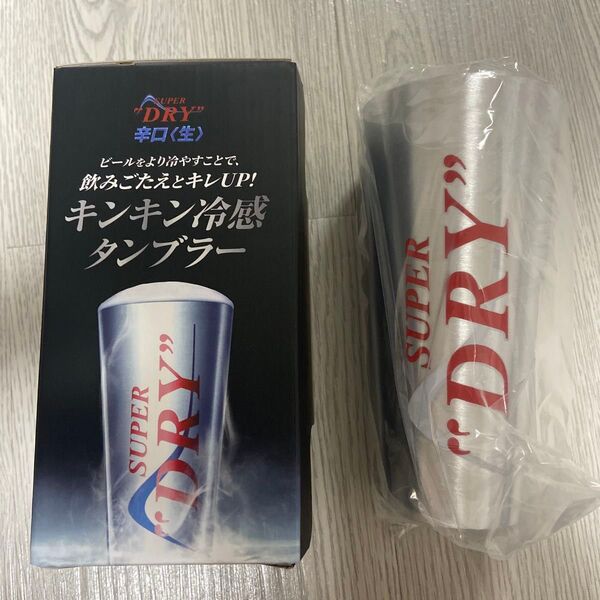 SUPER
"DRY"
辛口〈生〉
ビールをより冷やすことで、
飲みごたえとキレUP!
キンキン冷感
タンブラー
SUPER
"DRY"
SUPER
"DRY"